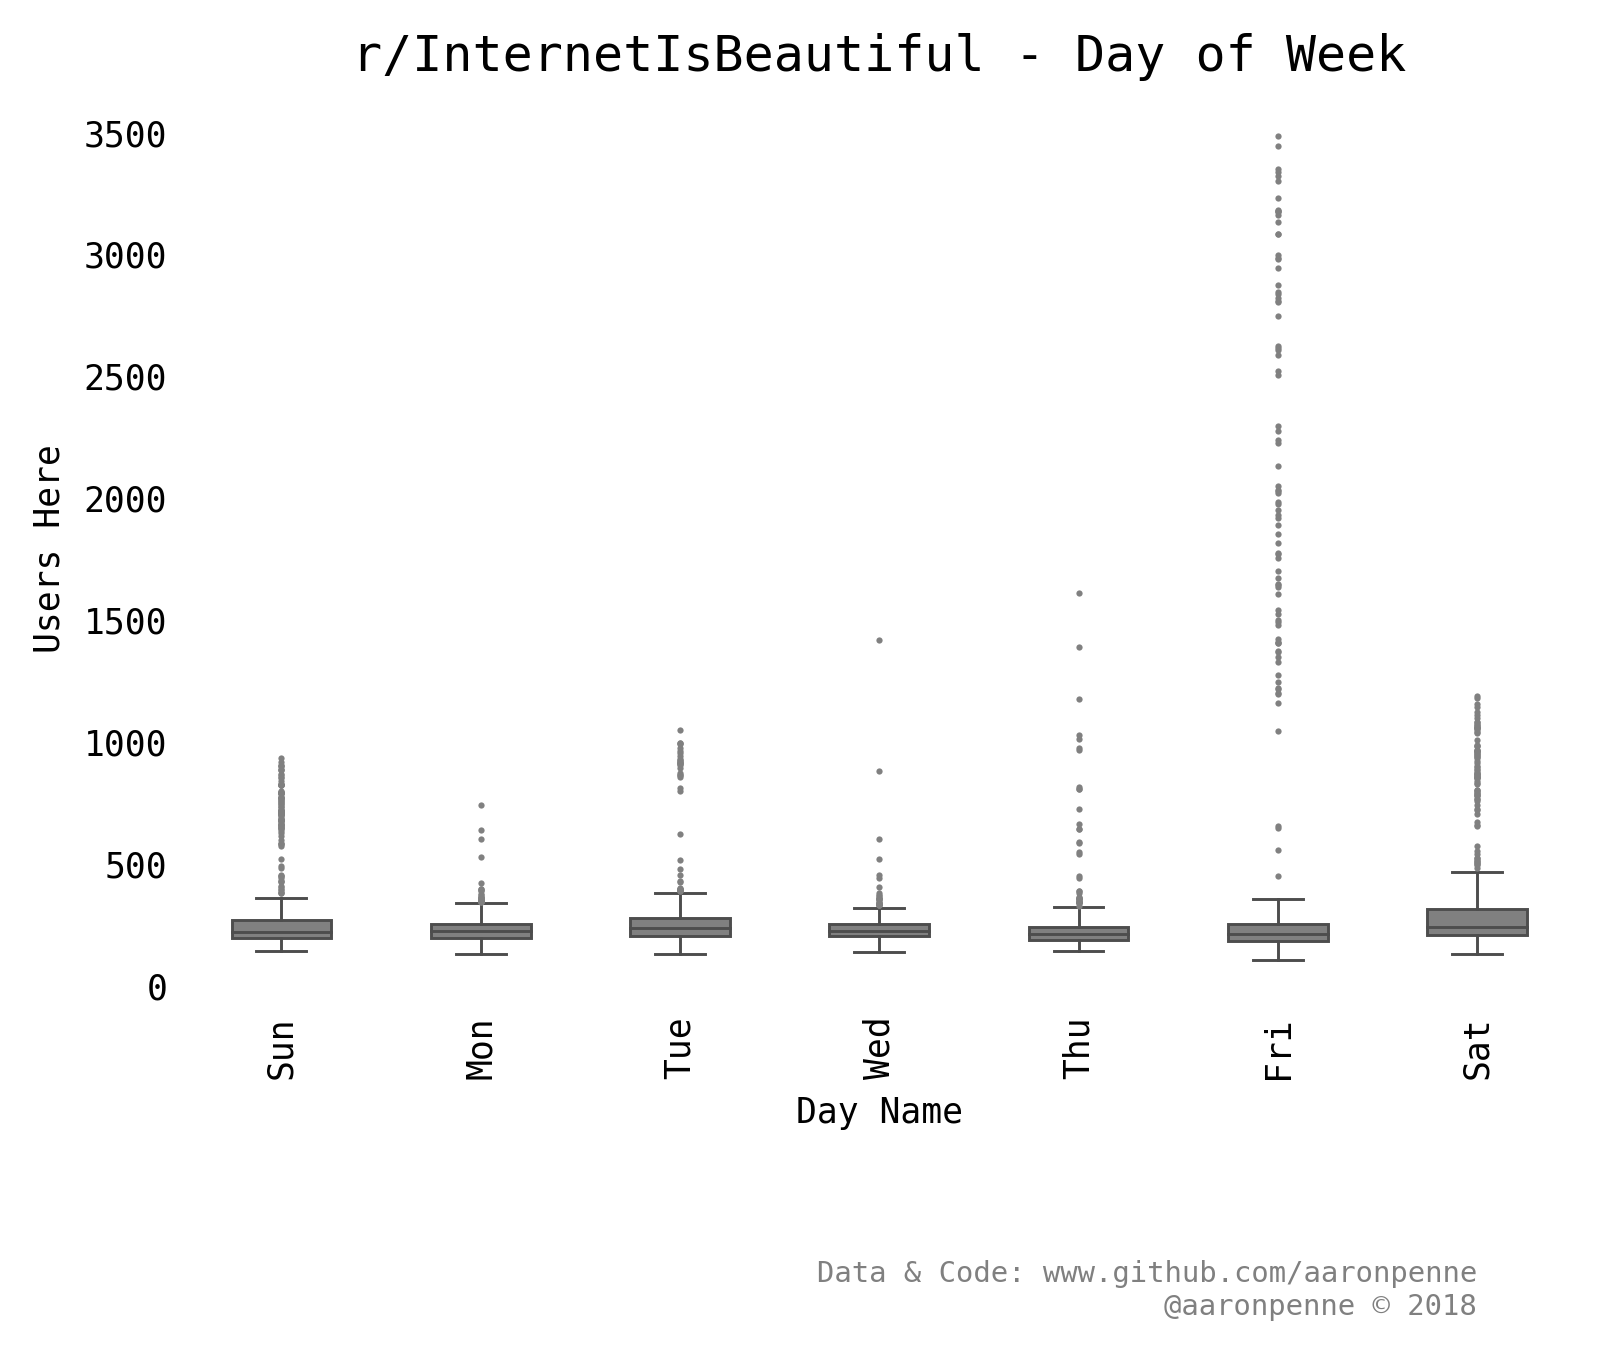 r/InternetIsBeautiful - Day of Week
3500
3000
2500
2000
1500
1000
500
0
Users Here
Sun
Mon
Tue
Wed
Thu
Fri
Sat
Day Name
Data & Code: www.github.com/aaronpenne
@aaronpenne © 2018